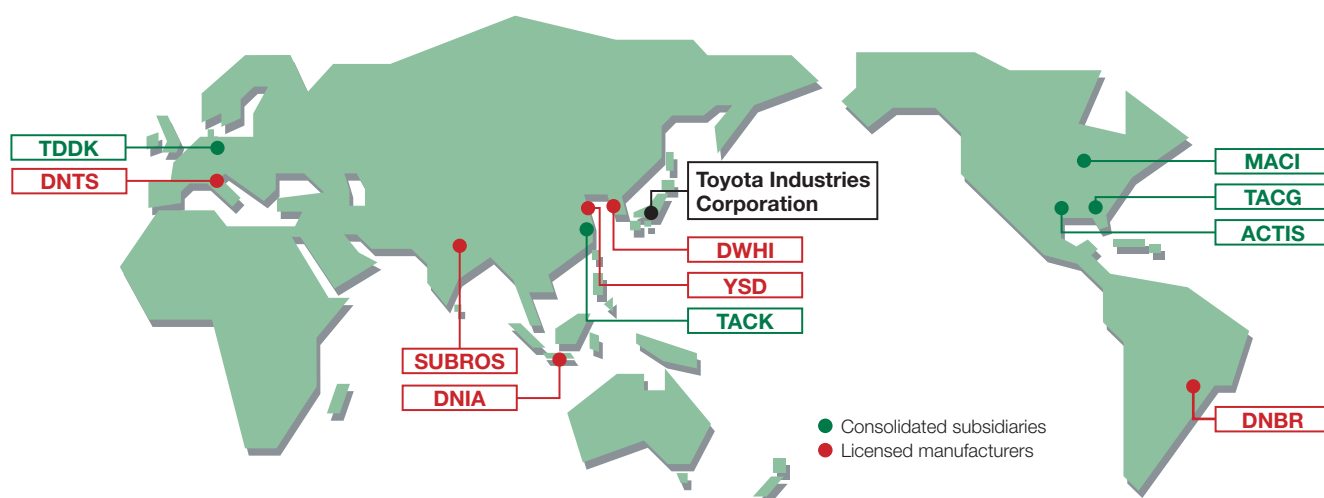 TDDK
DNTS
Toyota Industries
Corporation
DWHI
YSD
TACK
SUBROS
DNIA
MACI
TACG
ACTIS
DNBR
Consolidated subsidiaries
Licensed manufacturers